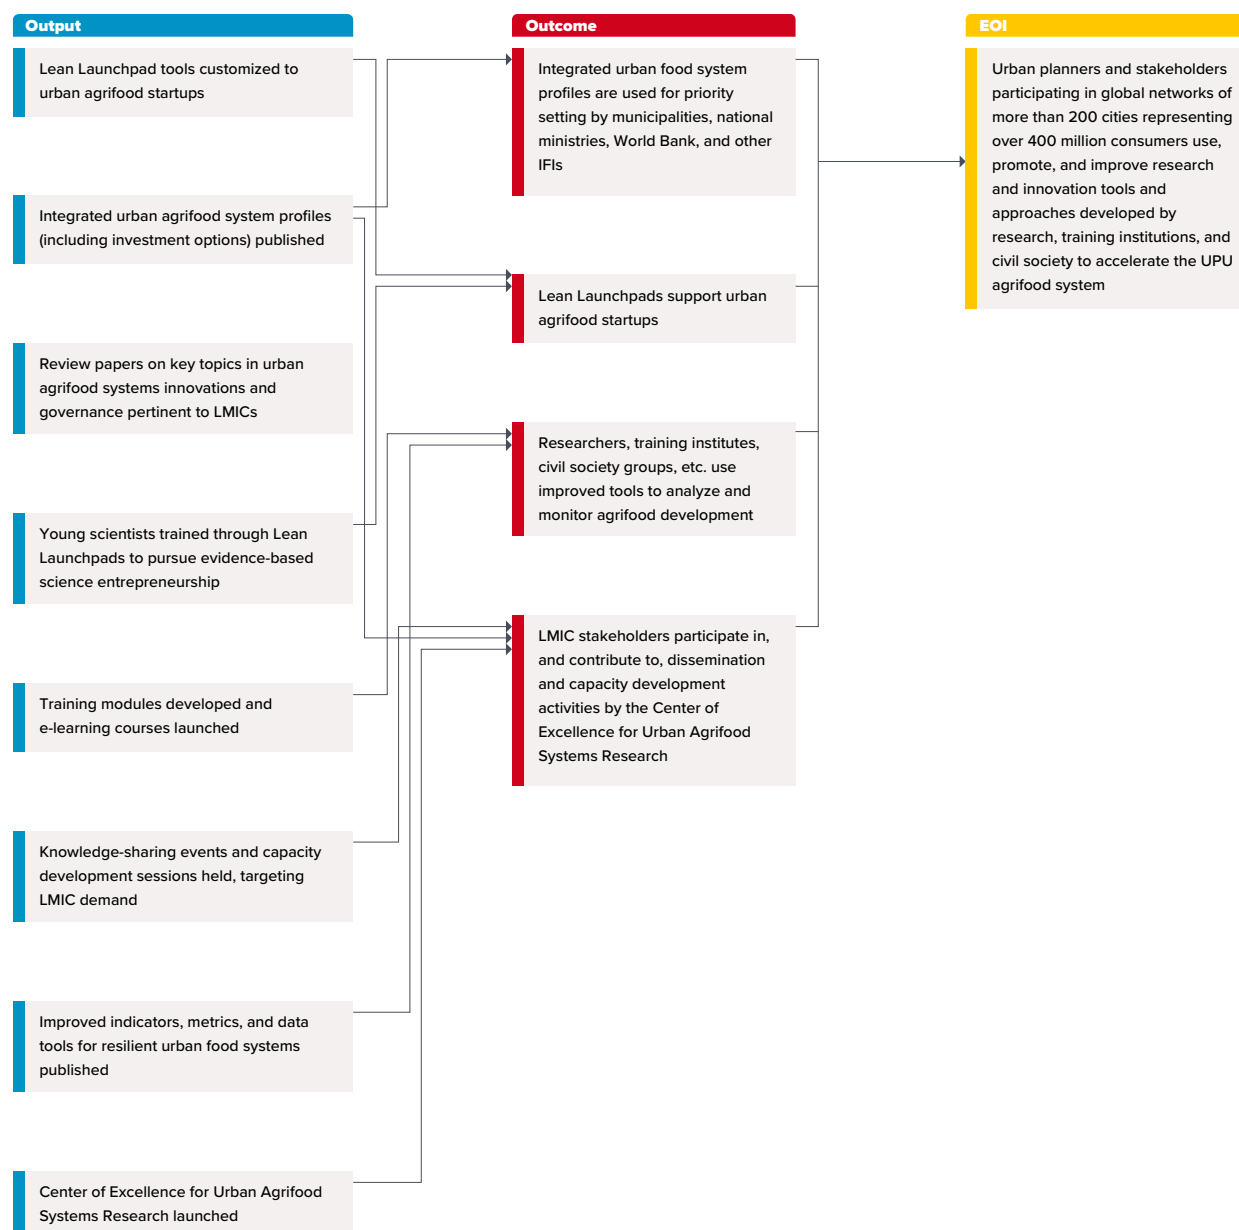 Output
Lean Launchpad tools customized to
urban agrifood startups
Integrated urban agrifood system profiles
(including investment options) published
Review papers on key topics in urban
agrifood systems innovations and
governance pertinent to LMICs
Young scientists trained through Lean
Launchpads to pursue evidence-based
science entrepreneurship
Training modules developed and
e-learning courses launched
Knowledge-sharing events and capacity
development sessions held, targeting
LMIC demand
Improved indicators, metrics, and data
tools for resilient urban food systems
published
Center of Excellence for Urban Agrifood
Systems Research launched
Outcome
Integrated urban food system
profiles are used for priority
setting by municipalities, national
ministries, World Bank, and other
IFIs
Lean Launchpads support urban
agrifood startups
Researchers, training institutes,
civil society groups, etc. use
improved tools to analyze and
monitor agrifood development
LMIC stakeholders participate in,
and contribute to, dissemination
and capacity development
activities by the Center of
Excellence for Urban Agrifood
Systems Research
EOI
Urban planners and stakeholders
participating in global networks of
more than 200 cities representing
over 400 million consumers use,
promote, and improve research
and innovation tools and
approaches developed by
research, training institutions, and
civil society to accelerate the UPU
agrifood system